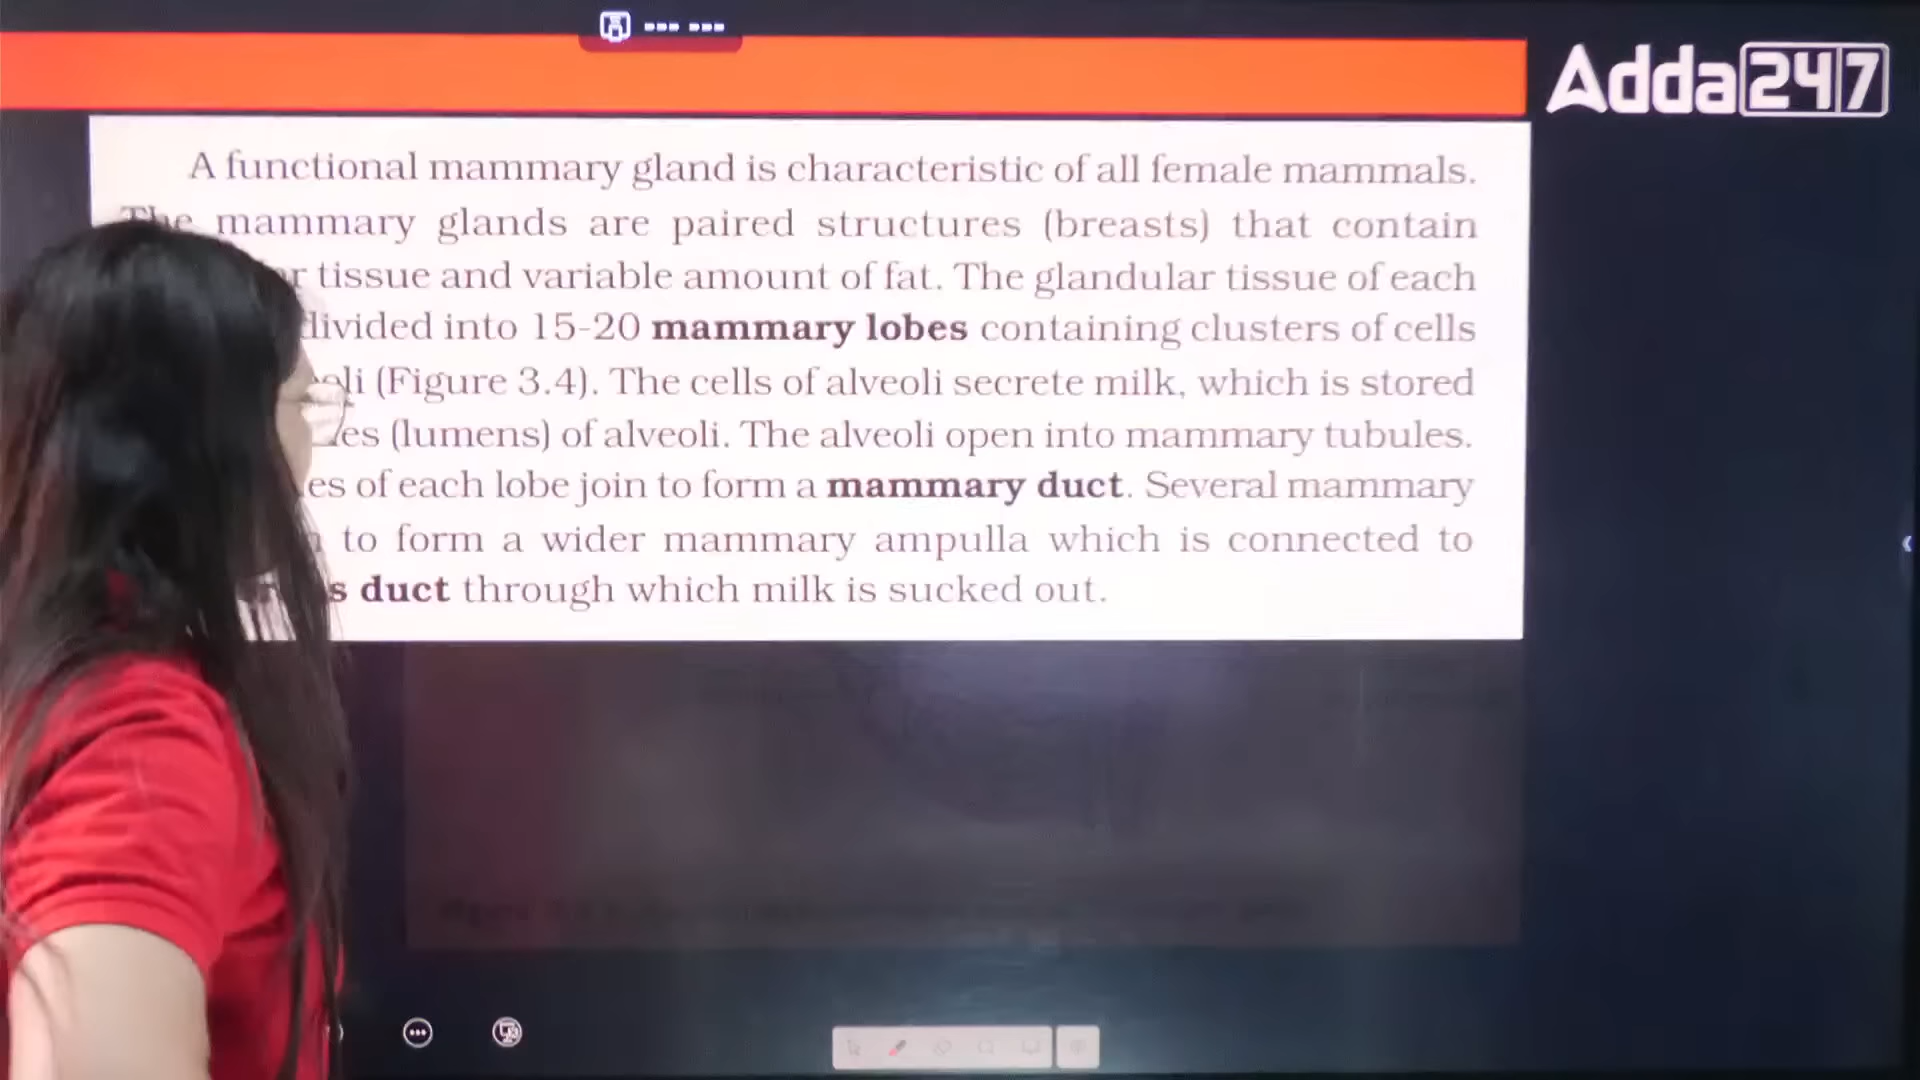 Adda247
A functional mammary gland is characteristic of all female mammals.
The mammary glands are paired structures (breasts) that contain
tissue and variable amount of fat. The glandular tissue of each
divided into 15-20 mammary lobes containing clusters of cells
(Figure 3.4). The cells of alveoli secrete milk, which is stored
(lumens) of alveoli. The alveoli open into mammary tubules.
of each lobe join to form a mammary duct. Several mammary
to form a wider mammary ampulla which is connected to
duct through which milk is sucked out.